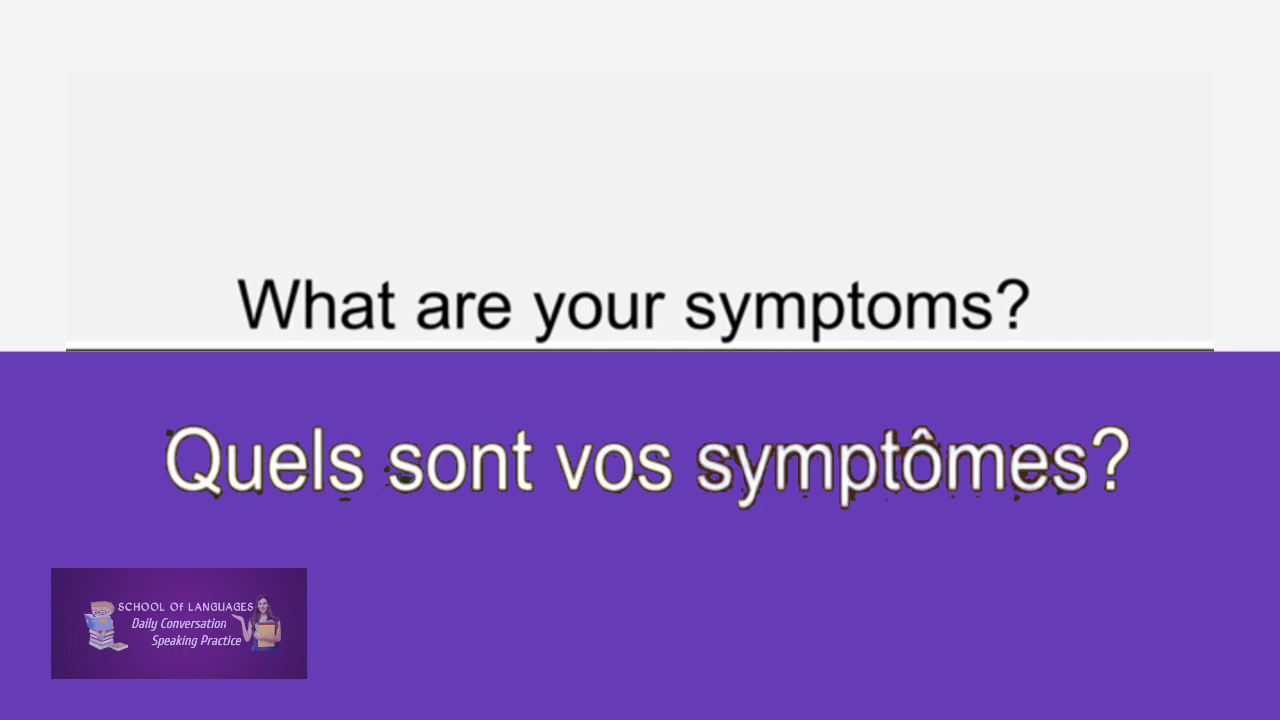 What are your symptoms?
Quels sont vos symptômes?
SCHOOL OF LANGUAGES
Daily Conversation
Speaking Practice